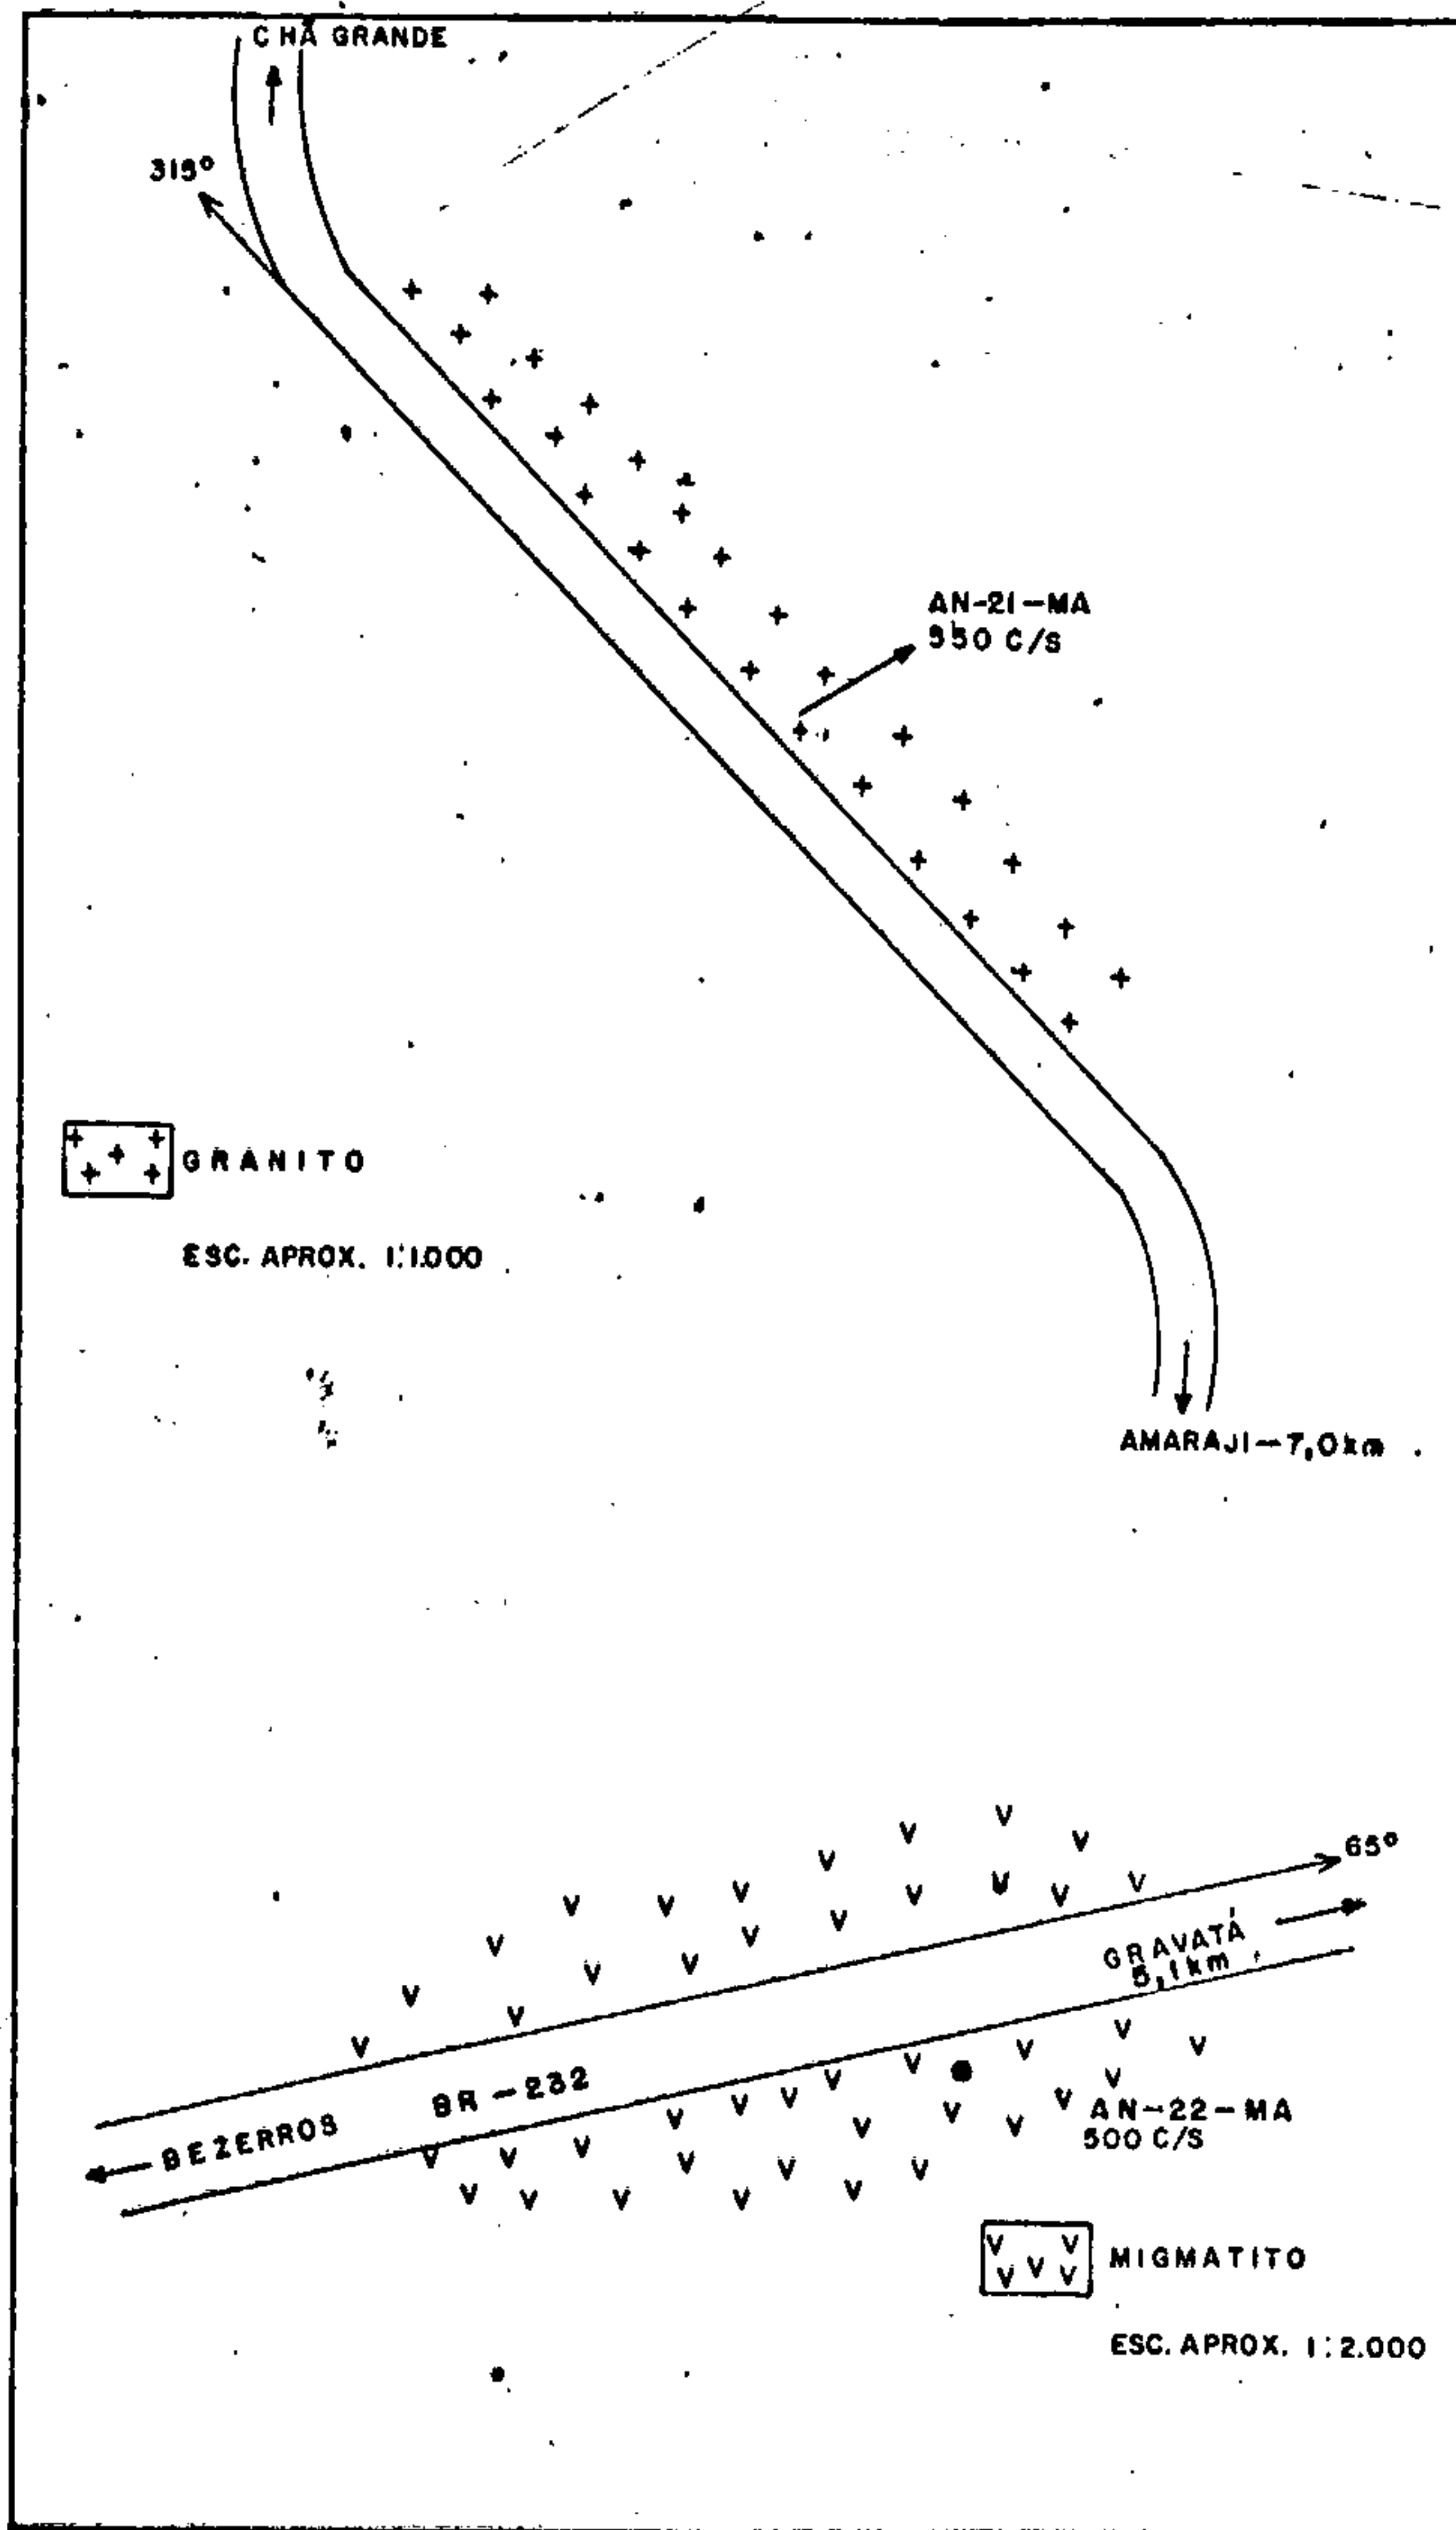 CHÃ GRANDE
315°
AN-21-MA
550 C/S
GRANITO
ESC. APROX. 1:1.000
AMARAJI-7,0km
65°
GRAVATÁ
5,1km
BR-232
BEZERROS
AN-22-MA
500 C/S
MIGMATITO
ESC. APROX. 1:2.000